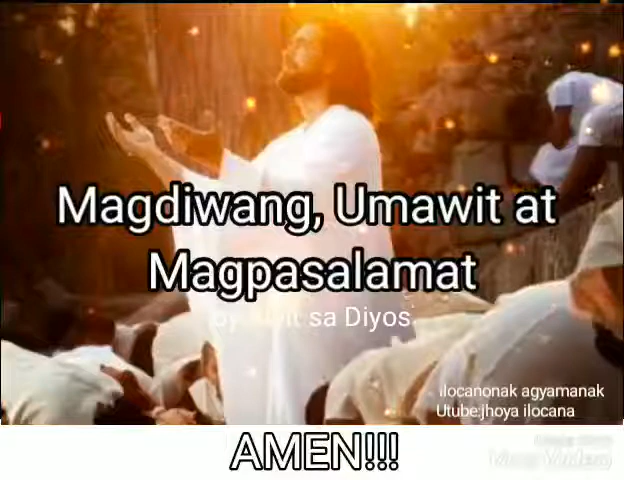 Magdiwang, Umawit at
Magpasalamat
sa Diyos.
ilocanonak agyamanak
Utube;jhoya ilocana
AMEN!!!